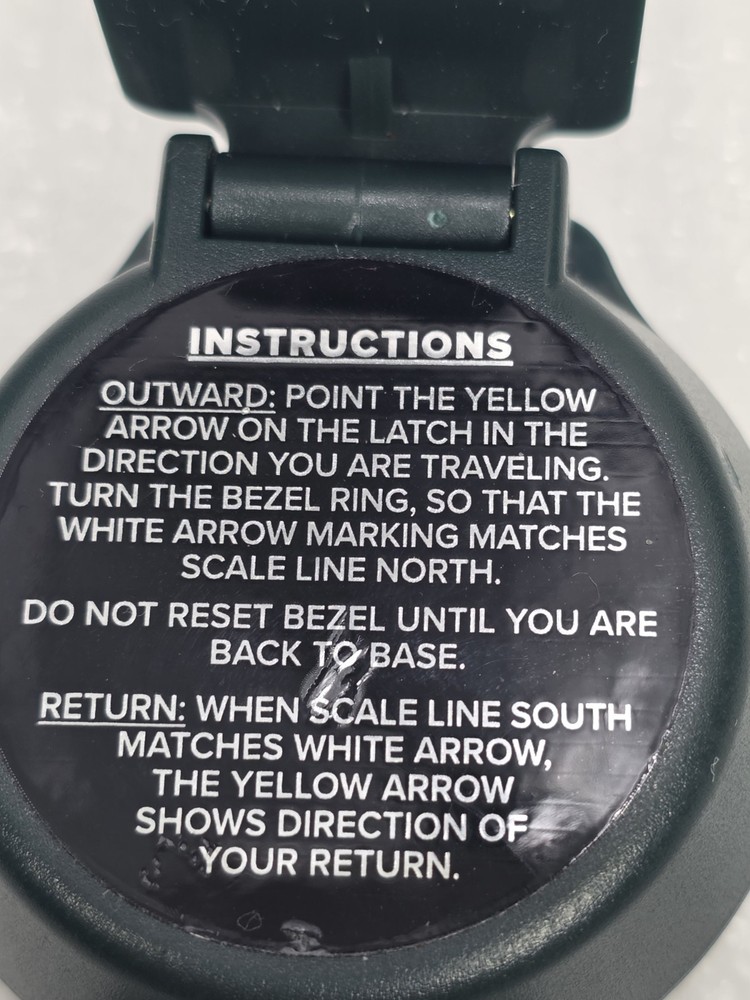 INSTRUCTIONS
OUTWARD: POINT THE YELLOW
ARROW ON THE LATCH IN THE
DIRECTION YOU ARE TRAVELING.
TURN THE BEZEL RING, SO THAT THE
WHITE ARROW MARKING MATCHES
SCALE LINE NORTH.
DO NOT RESET BEZEL UNTIL YOU ARE
BACK TO BASE.
RETURN: WHEN SCALE LINE SOUTH
MATCHES WHITE ARROW,
THE YELLOW ARROW
SHOWS DIRECTION OF
YOUR RETURN.